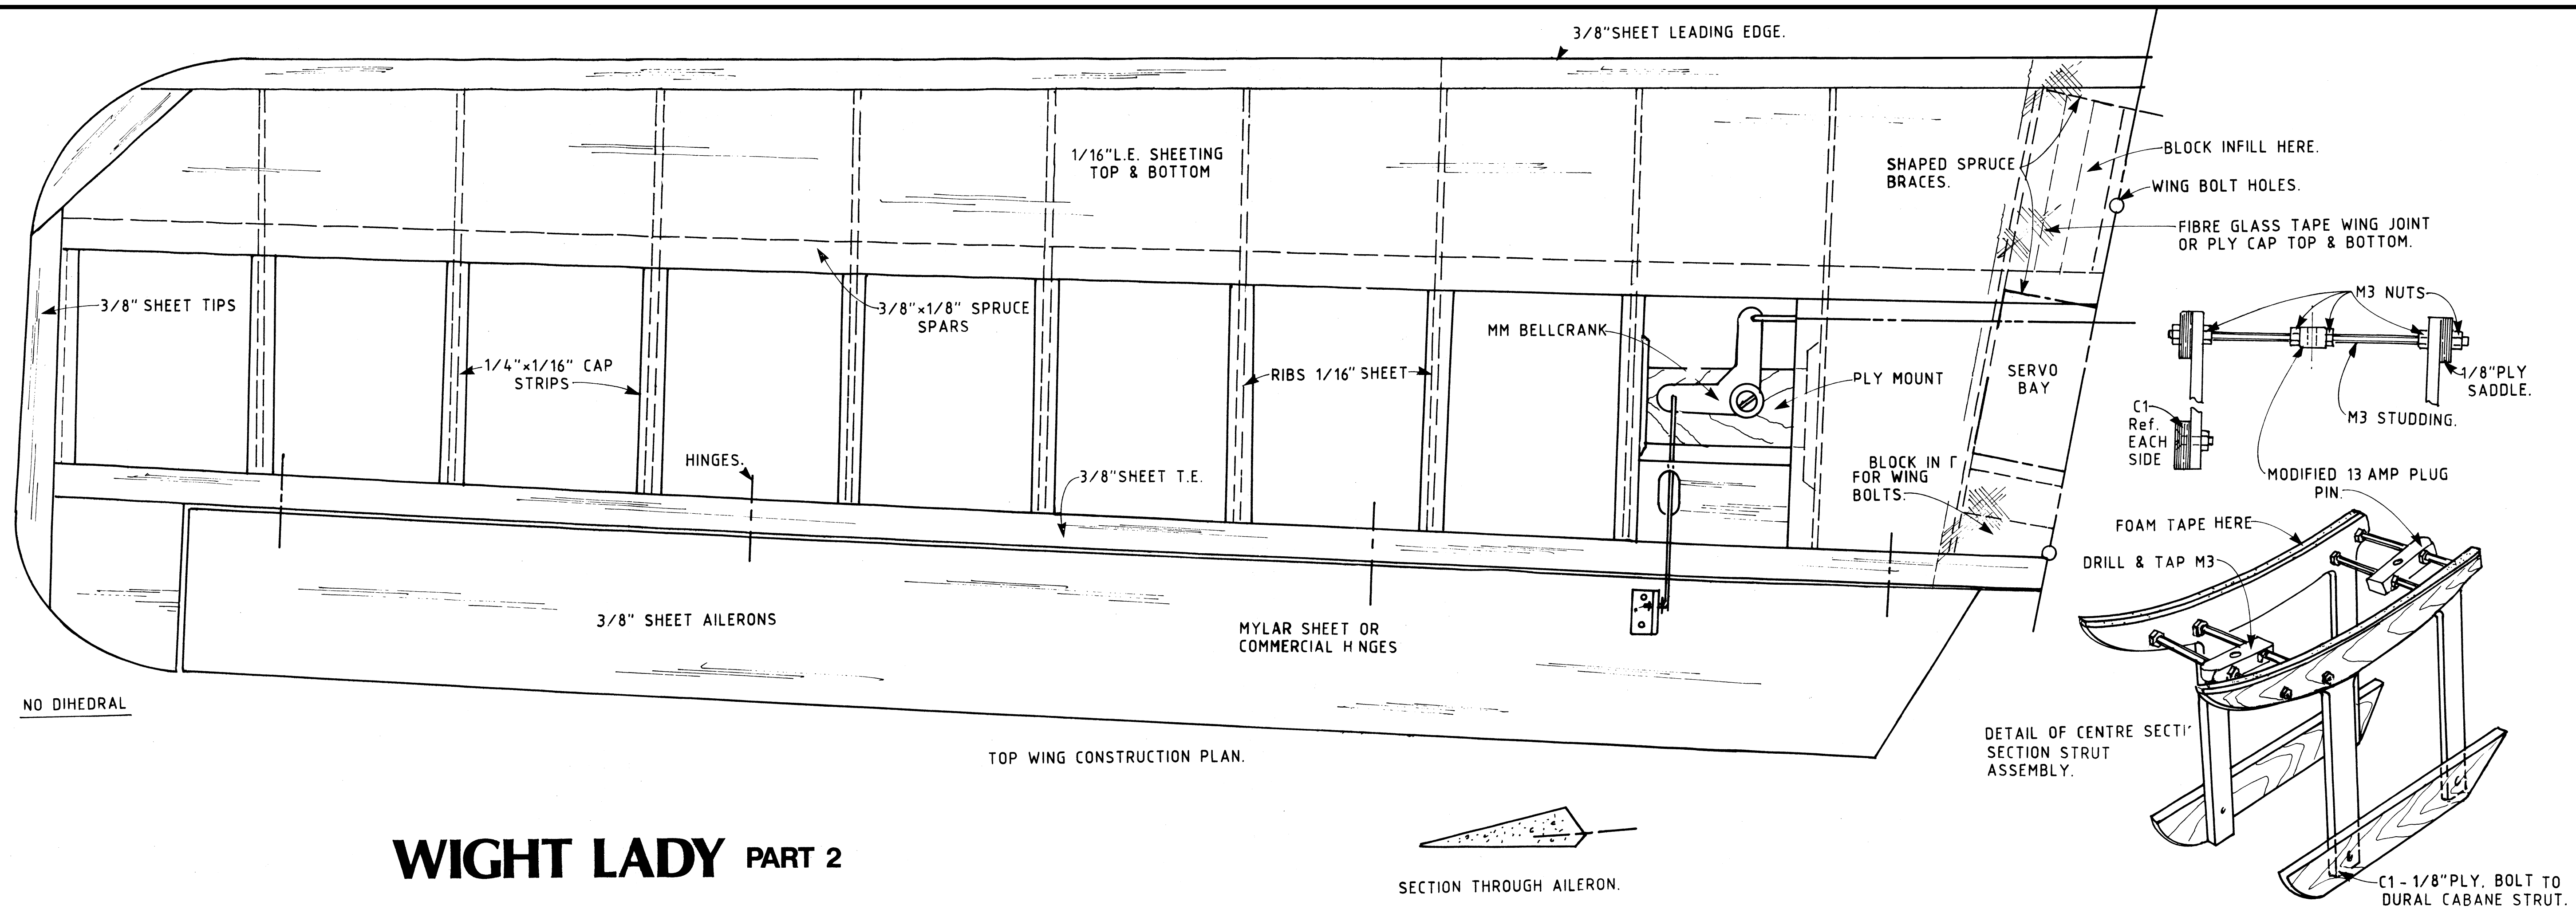 3/8" SHEET LEADING EDGE.
1/16" L.E. SHEETING
TOP & BOTTOM
SHAPED SPRUCE
BRACES.
BLOCK INFILL HERE.
WING BOLT HOLES.
FIBRE GLASS TAPE WING JOINT
OR PLY CAP TOP & BOTTOM.
3/8" SHEET TIPS
3/8"×1/8" SPRUCE
SPARS
1/4"×1/16" CAP
STRIPS
RIBS 1/16" SHEET
MM BELLCRANK
PLY MOUNT
SERVO
BAY
M3 NUTS
1/8" PLY
SADDLE.
M3 STUDDING.
C1
Ref.
EACH
SIDE
MODIFIED 13 AMP PLUG
PIN.
HINGES.
3/8" SHEET T.E.
BLOCK IN
FOR WING
BOLTS.
FOAM TAPE HERE
DRILL & TAP M3
3/8" SHEET AILERONS
MYLAR SHEET OR
COMMERCIAL H NGES
NO DIHEDRAL
TOP WING CONSTRUCTION PLAN.
DETAIL OF CENTRE SECTI
SECTION STRUT
ASSEMBLY.
WIGHT LADY PART 2
SECTION THROUGH AILERON.
C1 - 1/8" PLY, BOLT TO
DURAL CABANE STRUT.